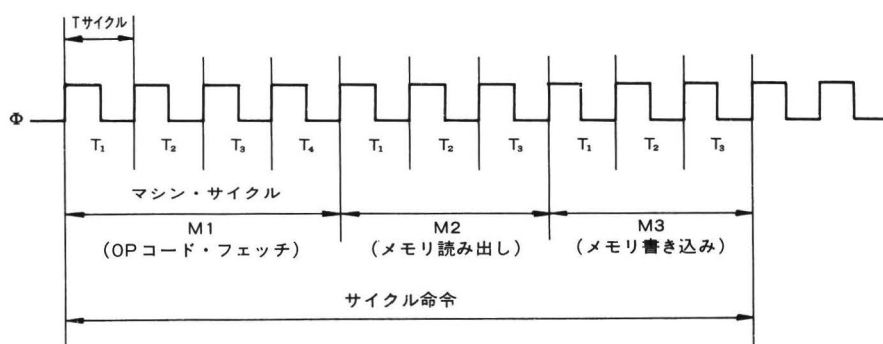 Tサイクル
Φ
T₁ T₂ T₃ T₄ T₁ T₂ T₃ T₁ T₂ T₃
マシン・サイクル
M1 M2 M3
(OPコード・フェッチ) (メモリ読み出し) (メモリ書き込み)
サイクル命令